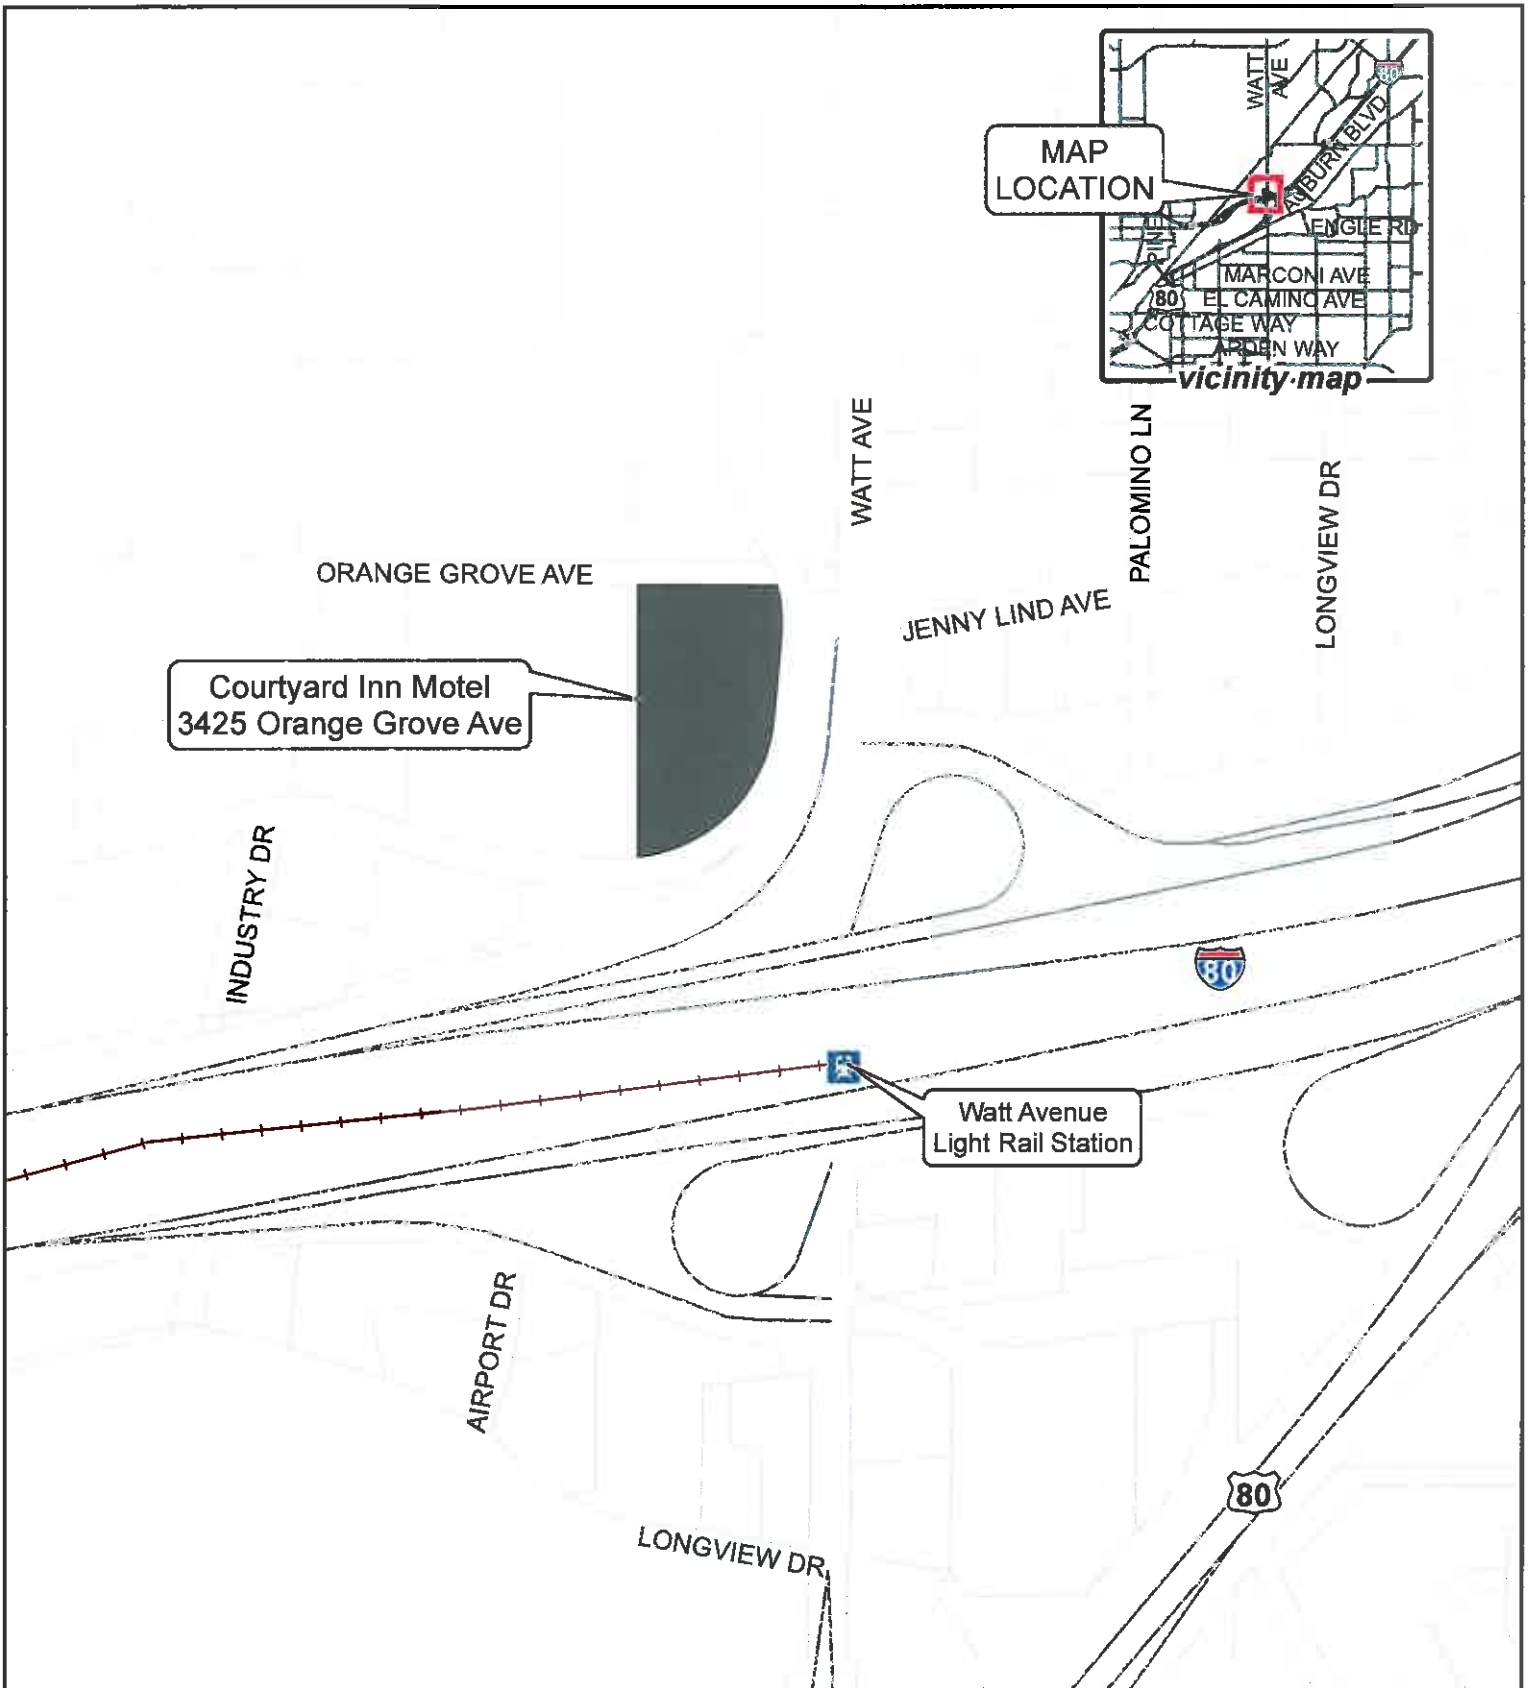 WATT
AVE
80
AUBURN BLVD
MAP
LOCATION
ENGLE RD
MARCONI AVE
80
EL CAMINO AVE
COTTAGE WAY
ARDEN WAY
vicinity map
WATT AVE
PALOMINO LN
LONGVIEW DR
ORANGE GROVE AVE
JENNY LIND AVE
Courtyard Inn Motel
3425 Orange Grove Ave
INDUSTRY DR
80
Watt Avenue
Light Rail Station
AIRPORT DR
80
LONGVIEW DR